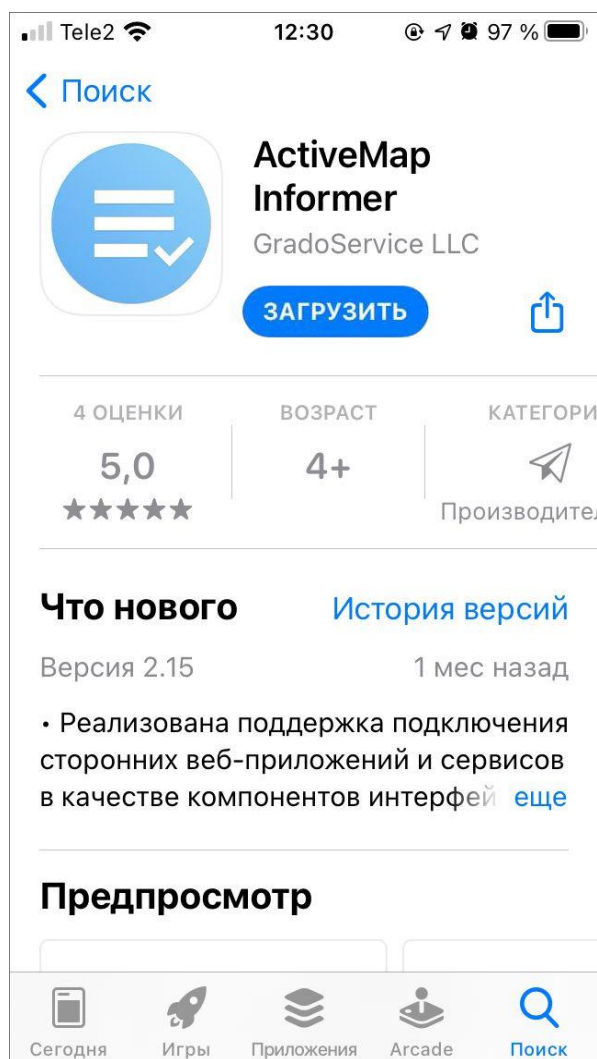 Tele2 12:30 97 %
Поиск
ActiveMap
Informer
GradoService LLC
ЗАГРУЗИТЬ
4 ОЦЕНКИ ВОЗРАСТ КАТЕГОРИ
5,0 4+
Производител
Что нового История версий
Версия 2.15 1 мес назад
• Реализована поддержка подключения
сторонних веб-приложений и сервисов
в качестве компонентов интерфей еще
Предпросмотр
Сегодня Игры Приложения Arcade Поиск